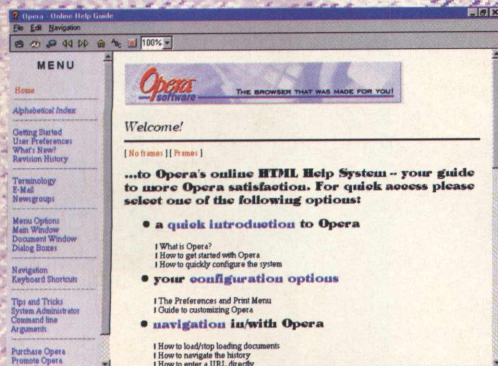 Opera - Online Help Guide
File Edit Navigation
100%
MENU
Home
Alphabetical Index
Getting Started
User Preferences
What's New?
Revision History
Terminology
E-Mail
Newsgroups
Menu Options
Main Window
Document Window
Dialog Boxes
Navigation
Keyboard Shortcuts
Tips and Tricks
System Administrator
Command line
Arguments
Purchase Opera
Promote Opera
Opera
software
THE BROWSER THAT WAS MADE FOR YOU!
Welcome!
[ No frames ] [ Frames ]
...to Opera's online HTML Help System -- your guide
to more Opera satisfaction. For quick access please
select one of the following options:
• a quick introduction to Opera
! What is Opera?
! How to get started with Opera
! How to quickly configure the system
• your configuration options
! The Preferences and Print Menu
! Guide to customizing Opera
• navigation in/with Opera
! How to load/stop loading documents
! How to navigate the history
! How to enter a URL directly